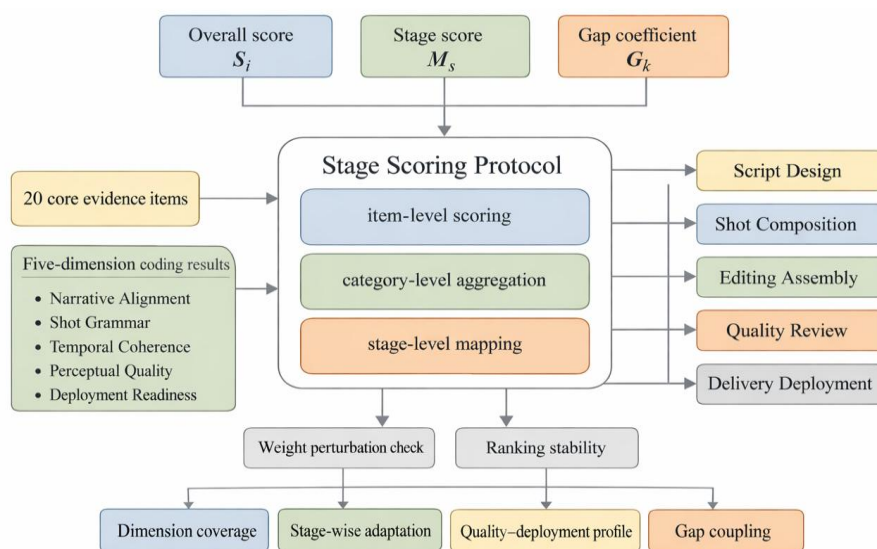 Overall score
S_i
Stage score
M_s
Gap coefficient
G_k
Stage Scoring Protocol
item-level scoring
category-level aggregation
stage-level mapping
20 core evidence items
Five-dimension coding results
• Narrative Alignment
• Shot Grammar
• Temporal Coherence
• Perceptual Quality
• Deployment Readiness
Script Design
Shot Composition
Editing Assembly
Quality Review
Delivery Deployment
Weight perturbation check
Ranking stability
Dimension coverage
Stage-wise adaptation
Quality–deployment profile
Gap coupling